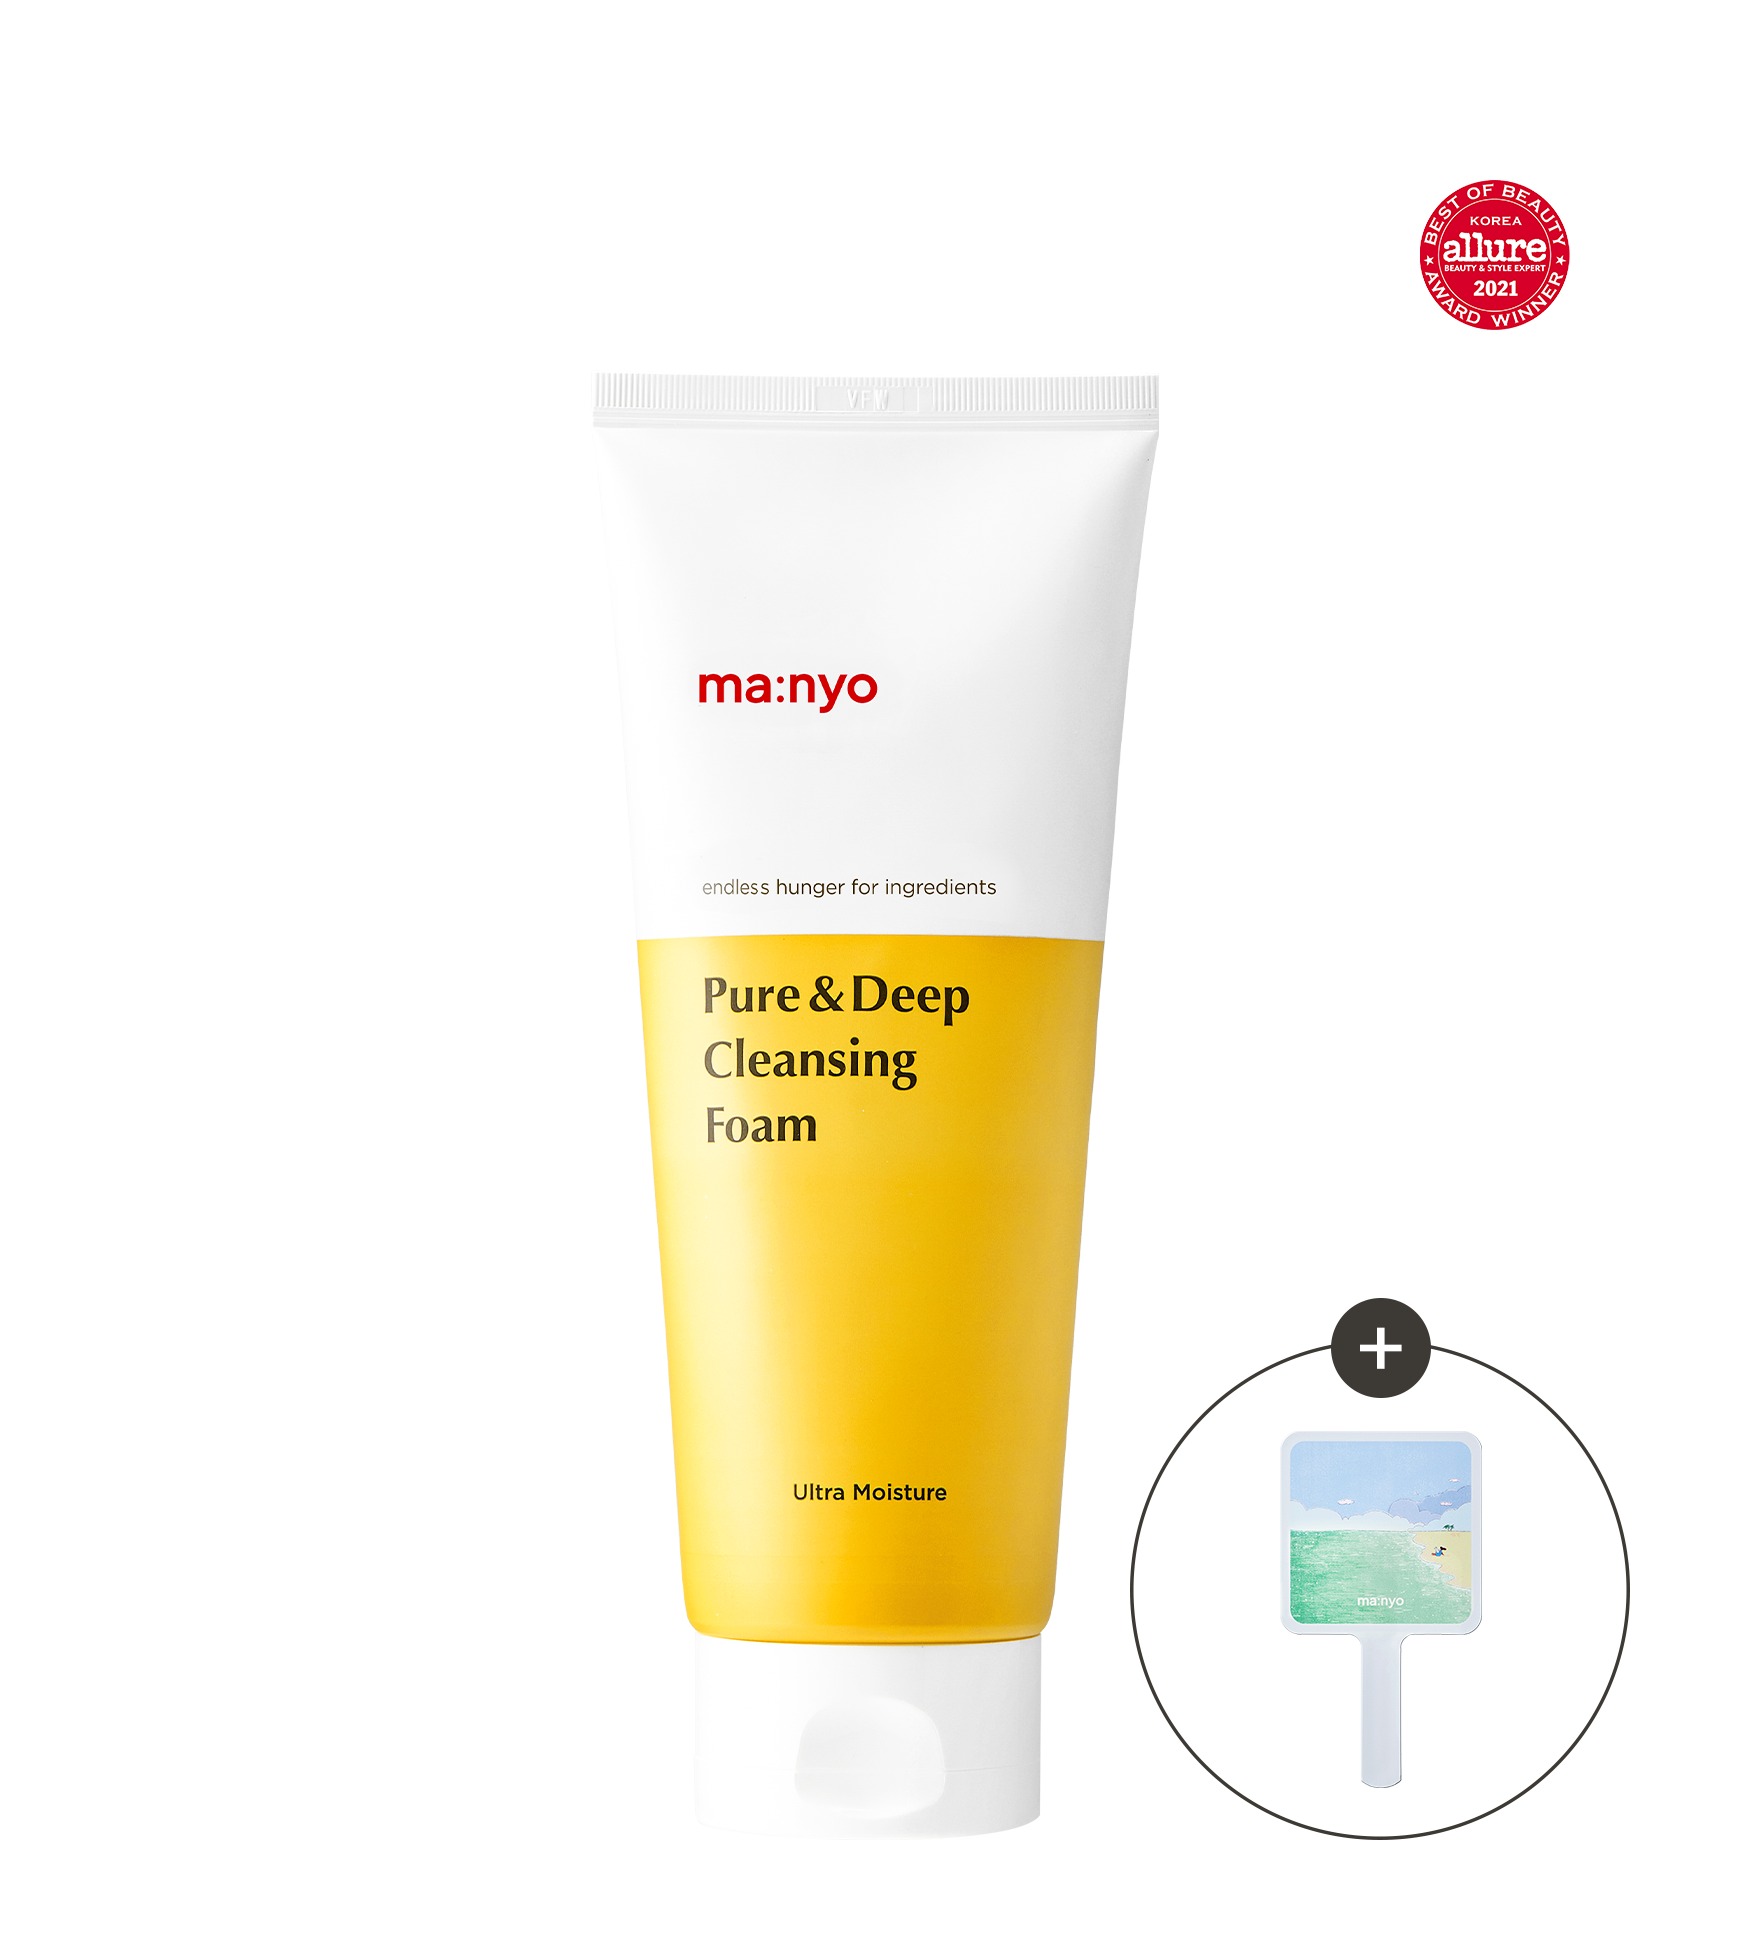 BEST OF BEAUTY
KOREA
allure
BEAUTY & STYLE EXPERT
2021
AWARD WINNER
ma:nyo
endless hunger for ingredients
Pure & Deep
Cleansing
Foam
Ultra Moisture
+
ma:nyo